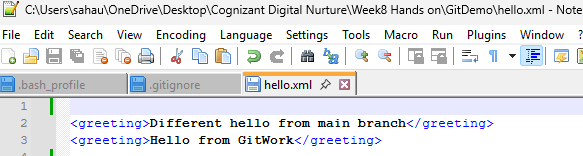 C:\Users\sahau\OneDrive\Desktop\Cognizant Digital Nurture\Week8 Hands on\GitDemo\hello.xml - Note
File Edit Search View Encoding Language Settings Tools Macro Run Plugins Window
.bash_profile .gitignore hello.xml
1
2 <greeting>Different hello from main branch</greeting>
3 <greeting>Hello from GitWork</greeting>